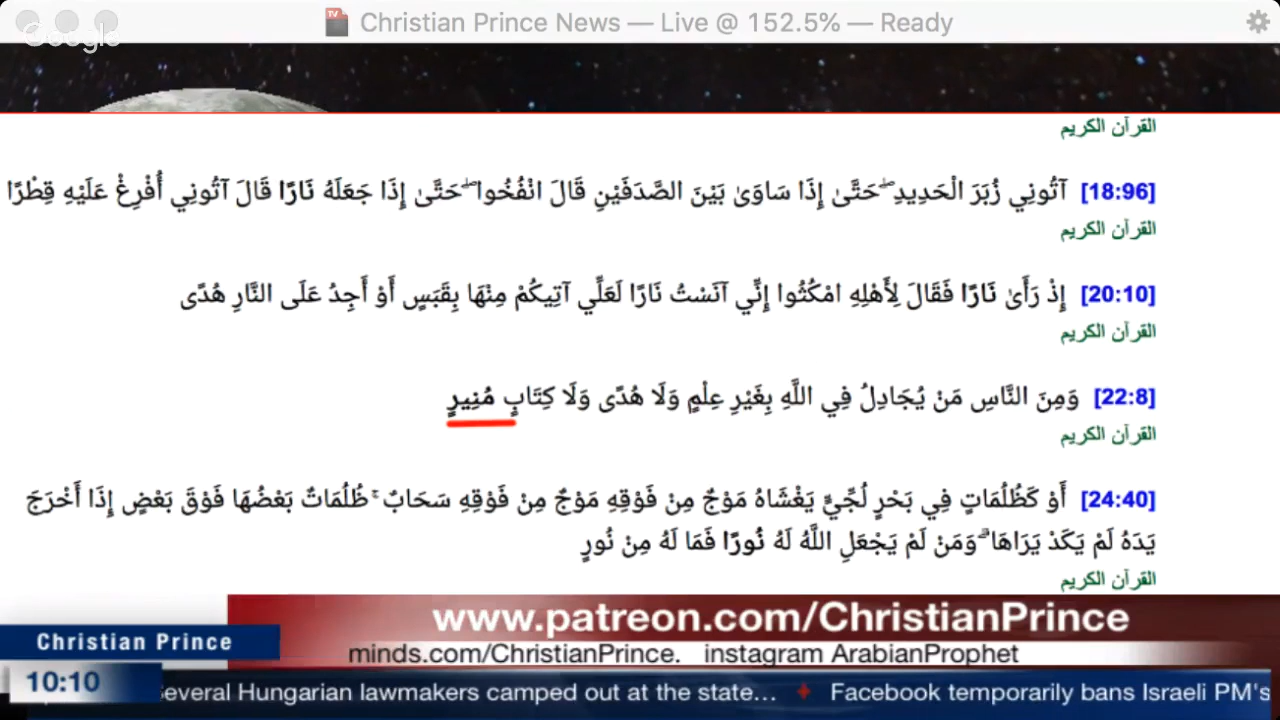 Christian Prince News — Live @ 152.5% — Ready
Google
القرآن الكريم
[18:96] آتُونِي زُبَرَ الْحَدِيدِ ۖ حَتَّىٰ إِذَا سَاوَىٰ بَيْنَ الصَّدَفَيْنِ قَالَ انْفُخُوا ۖ حَتَّىٰ إِذَا جَعَلَهُ نَارًا قَالَ آتُونِي أُفْرِغْ عَلَيْهِ قِطْرًا
القرآن الكريم
[20:10] إِذْ رَأَىٰ نَارًا فَقَالَ لِأَهْلِهِ امْكُثُوا إِنِّي آنَسْتُ نَارًا لَعَلِّي آتِيكُمْ مِنْهَا بِقَبَسٍ أَوْ أَجِدُ عَلَى النَّارِ هُدًى
القرآن الكريم
[22:8] وَمِنَ النَّاسِ مَنْ يُجَادِلُ فِي اللَّهِ بِغَيْرِ عِلْمٍ وَلَا هُدًى وَلَا كِتَابٍ مُنِيرٍ
القرآن الكريم
[24:40] أَوْ كَظُلُمَاتٍ فِي بَحْرٍ لُجِّيٍّ يَغْشَاهُ مَوْجٌ مِنْ فَوْقِهِ مَوْجٌ مِنْ فَوْقِهِ سَحَابٌ ۚ ظُلُمَاتٌ بَعْضُهَا فَوْقَ بَعْضٍ إِذَا أَخْرَجَ
يَدَهُ لَمْ يَكَدْ يَرَاهَا ۗ وَمَنْ لَمْ يَجْعَلِ اللَّهُ لَهُ نُورًا فَمَا لَهُ مِنْ نُورٍ
القرآن الكريم
www.patreon.com/ChristianPrince
Christian Prince
minds.com/ChristianPrince. instagram ArabianProphet
10:10
everal Hungarian lawmakers camped out at the state... Facebook temporarily bans Israeli PM's